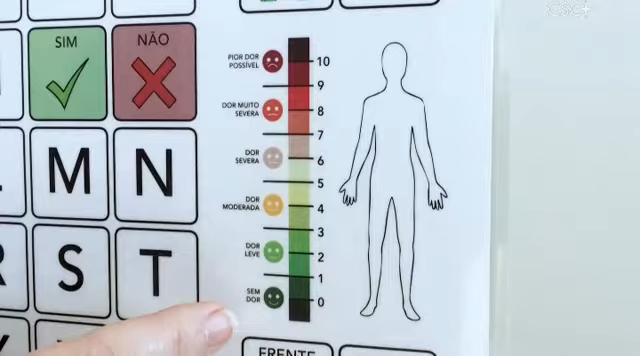 SIM
NÃO
M
N
S
T
PIOR DOR
POSSÍVEL
DOR MUITO
SEVERA
DOR
SEVERA
DOR
MODERADA
DOR
LEVE
SEM
DOR
10
9
8
7
6
5
4
3
2
1
0
FRENTE